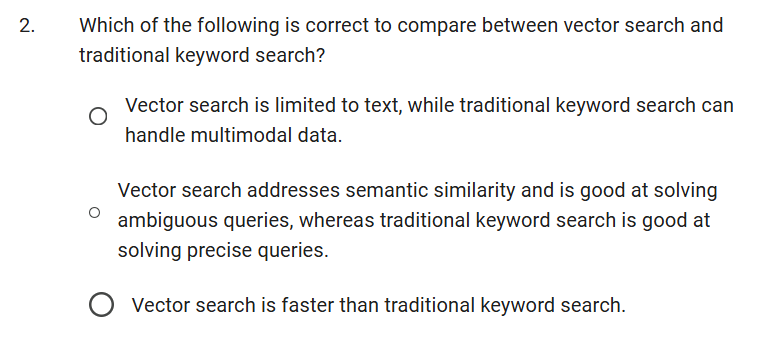 2. Which of the following is correct to compare between vector search and
traditional keyword search?
Vector search is limited to text, while traditional keyword search can
handle multimodal data.
Vector search addresses semantic similarity and is good at solving
ambiguous queries, whereas traditional keyword search is good at
solving precise queries.
Vector search is faster than traditional keyword search.